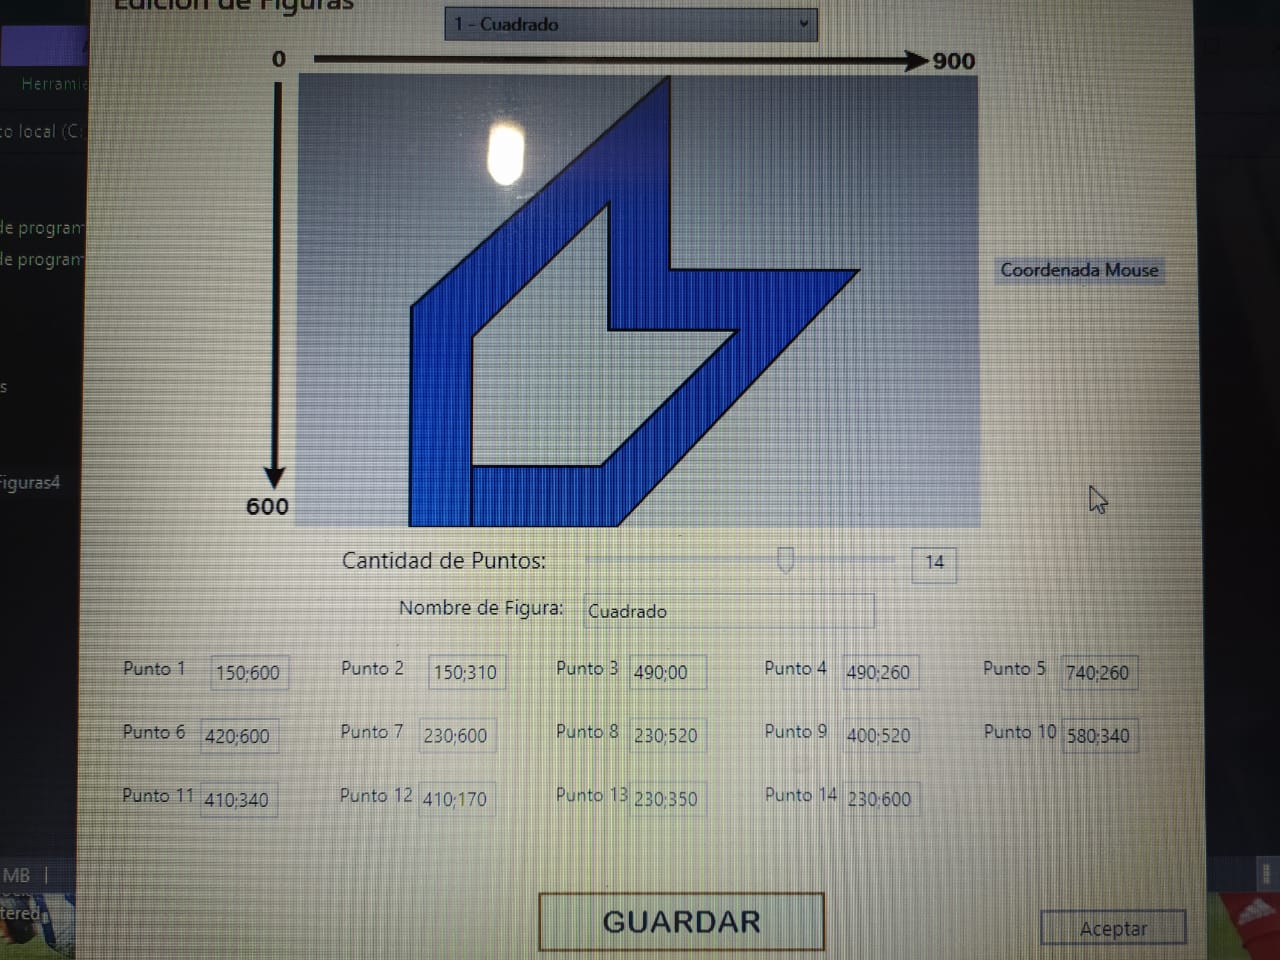 Edición de Figuras
1 - Cuadrado
0
900
Herramie
to local (C:
de program
de program
Coordenada Mouse
s
Figuras4
600
Cantidad de Puntos:
14
Nombre de Figura:
Cuadrado
Punto 1 150;600 Punto 2 150;310 Punto 3 490;00 Punto 4 490;260 Punto 5 740;260
Punto 6 420;600 Punto 7 230;600 Punto 8 230;520 Punto 9 400;520 Punto 10 580;340
Punto 11 410;340 Punto 12 410;170 Punto 13 230;350 Punto 14 230;600
MB
tered
GUARDAR
Aceptar